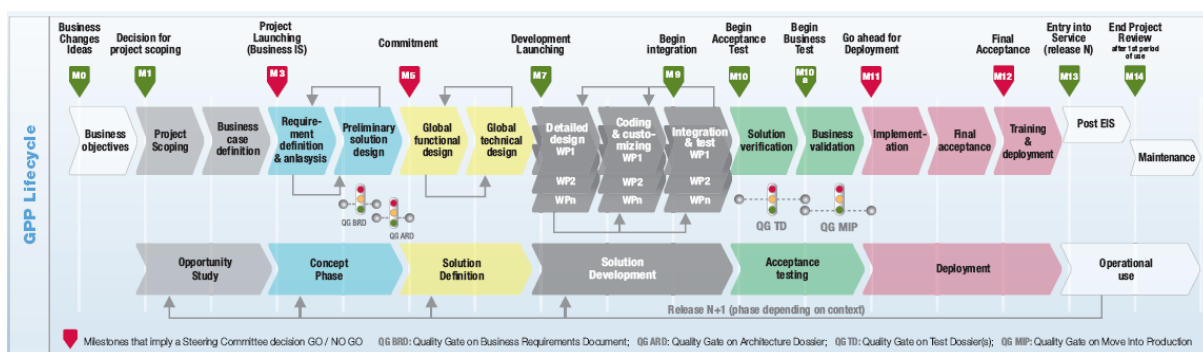 GPP Lifecycle
Business
Changes
Ideas
Decision for
project scoping
Project
Launching
(Business IS)
Commitment
Development
Launching
Begin
integration
Begin
Acceptance
Test
Begin
Business
Test
Go ahead for
Deployment
Final
Acceptance
Entry into
Service
(release N)
End Project
Review
after 1st period
of use
M0
M1
M3
M5
M7
M9
M10
M10
a
M11
M12
M13
M14
Business
objectives
Project
Scoping
Business
case
definition
Require-
ment
definition
& anlasysis
Preliminary
solution
design
Global
functional
design
Global
technical
design
Detailed
design
WP1
WP2
WPn
Coding
& custo-
mizing
WP1
WP2
WPn
Integration
& test
WP1
WP2
WPn
Solution
verification
Business
validation
Implement-
ation
Final
acceptance
Training
&
deployment
Post EIS
Maintenance
QG BRD
QG ARD
QG TD
QG MIP
Opportunity
Study
Concept
Phase
Solution
Definition
Solution
Development
Acceptance
testing
Deployment
Operational
use
Release N+1 (phase depending on context)
Milestones that imply a Steering Committee decision GO / NO GO QG BRD: Quality Gate on Business Requirements Document; QG ARD: Quality Gate on Architecture Dossier; QG TD: Quality Gate on Test Dossier(s); QG MIP: Quality Gate on Move Into Production